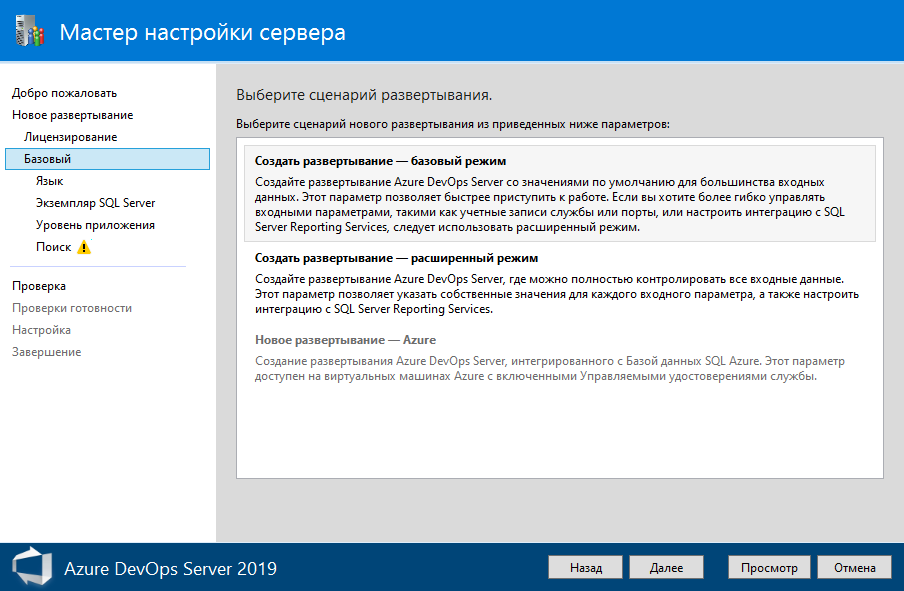 Мастер настройки сервера
Добро пожаловать
Новое развертывание
Лицензирование
Базовый
Язык
Экземпляр SQL Server
Уровень приложения
Поиск
Проверка
Проверки готовности
Настройка
Завершение
Выберите сценарий развертывания.
Выберите сценарий нового развертывания из приведенных ниже параметров:
Создать развертывание — базовый режим
Создайте развертывание Azure DevOps Server со значениями по умолчанию для большинства входных
данных. Этот параметр позволяет быстрее приступить к работе. Если вы хотите более гибко управлять
входными параметрами, такими как учетные записи службы или порты, или настроить интеграцию с SQL
Server Reporting Services, следует использовать расширенный режим.
Создать развертывание — расширенный режим
Создайте развертывание Azure DevOps Server, где можно полностью контролировать все входные данные.
Этот параметр позволяет указать собственные значения для каждого входного параметра, а также настроить
интеграцию с SQL Server Reporting Services.
Новое развертывание — Azure
Создание развертывания Azure DevOps Server, интегрированного с Базой данных SQL Azure. Этот параметр
доступен на виртуальных машинах Azure с включенными Управляемыми удостоверениями службы.
Azure DevOps Server 2019
Назад
Далее
Просмотр
Отмена